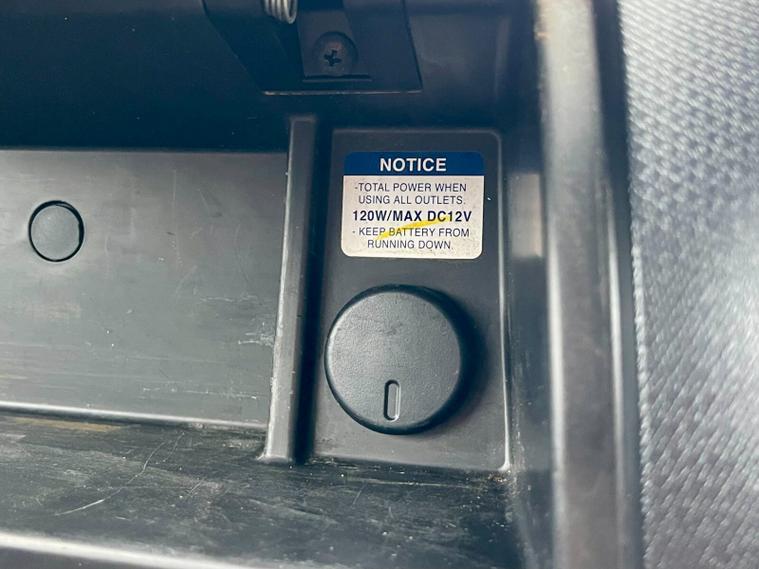 NOTICE
-TOTAL POWER WHEN
USING ALL OUTLETS.
120W/MAX DC12V
- KEEP BATTERY FROM
RUNNING DOWN.